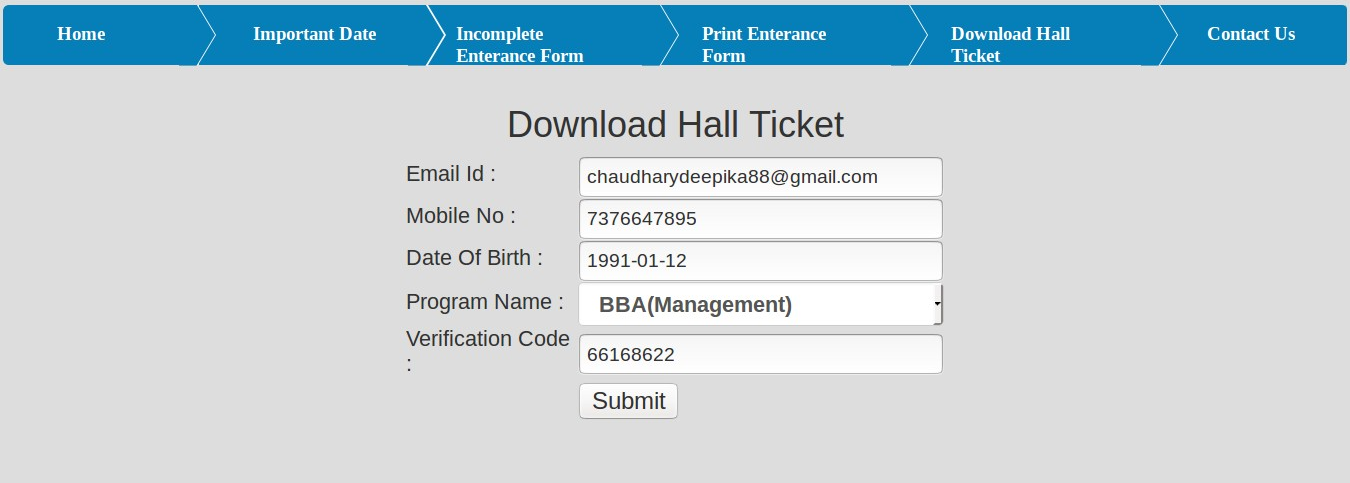 Home
Important Date
Incomplete
Enterance Form
Print Enterance
Form
Download Hall
Ticket
Contact Us
Download Hall Ticket
Email Id : chaudharydeepika88@gmail.com
Mobile No : 7376647895
Date Of Birth : 1991-01-12
Program Name : BBA(Management)
Verification Code
: 66168622
Submit